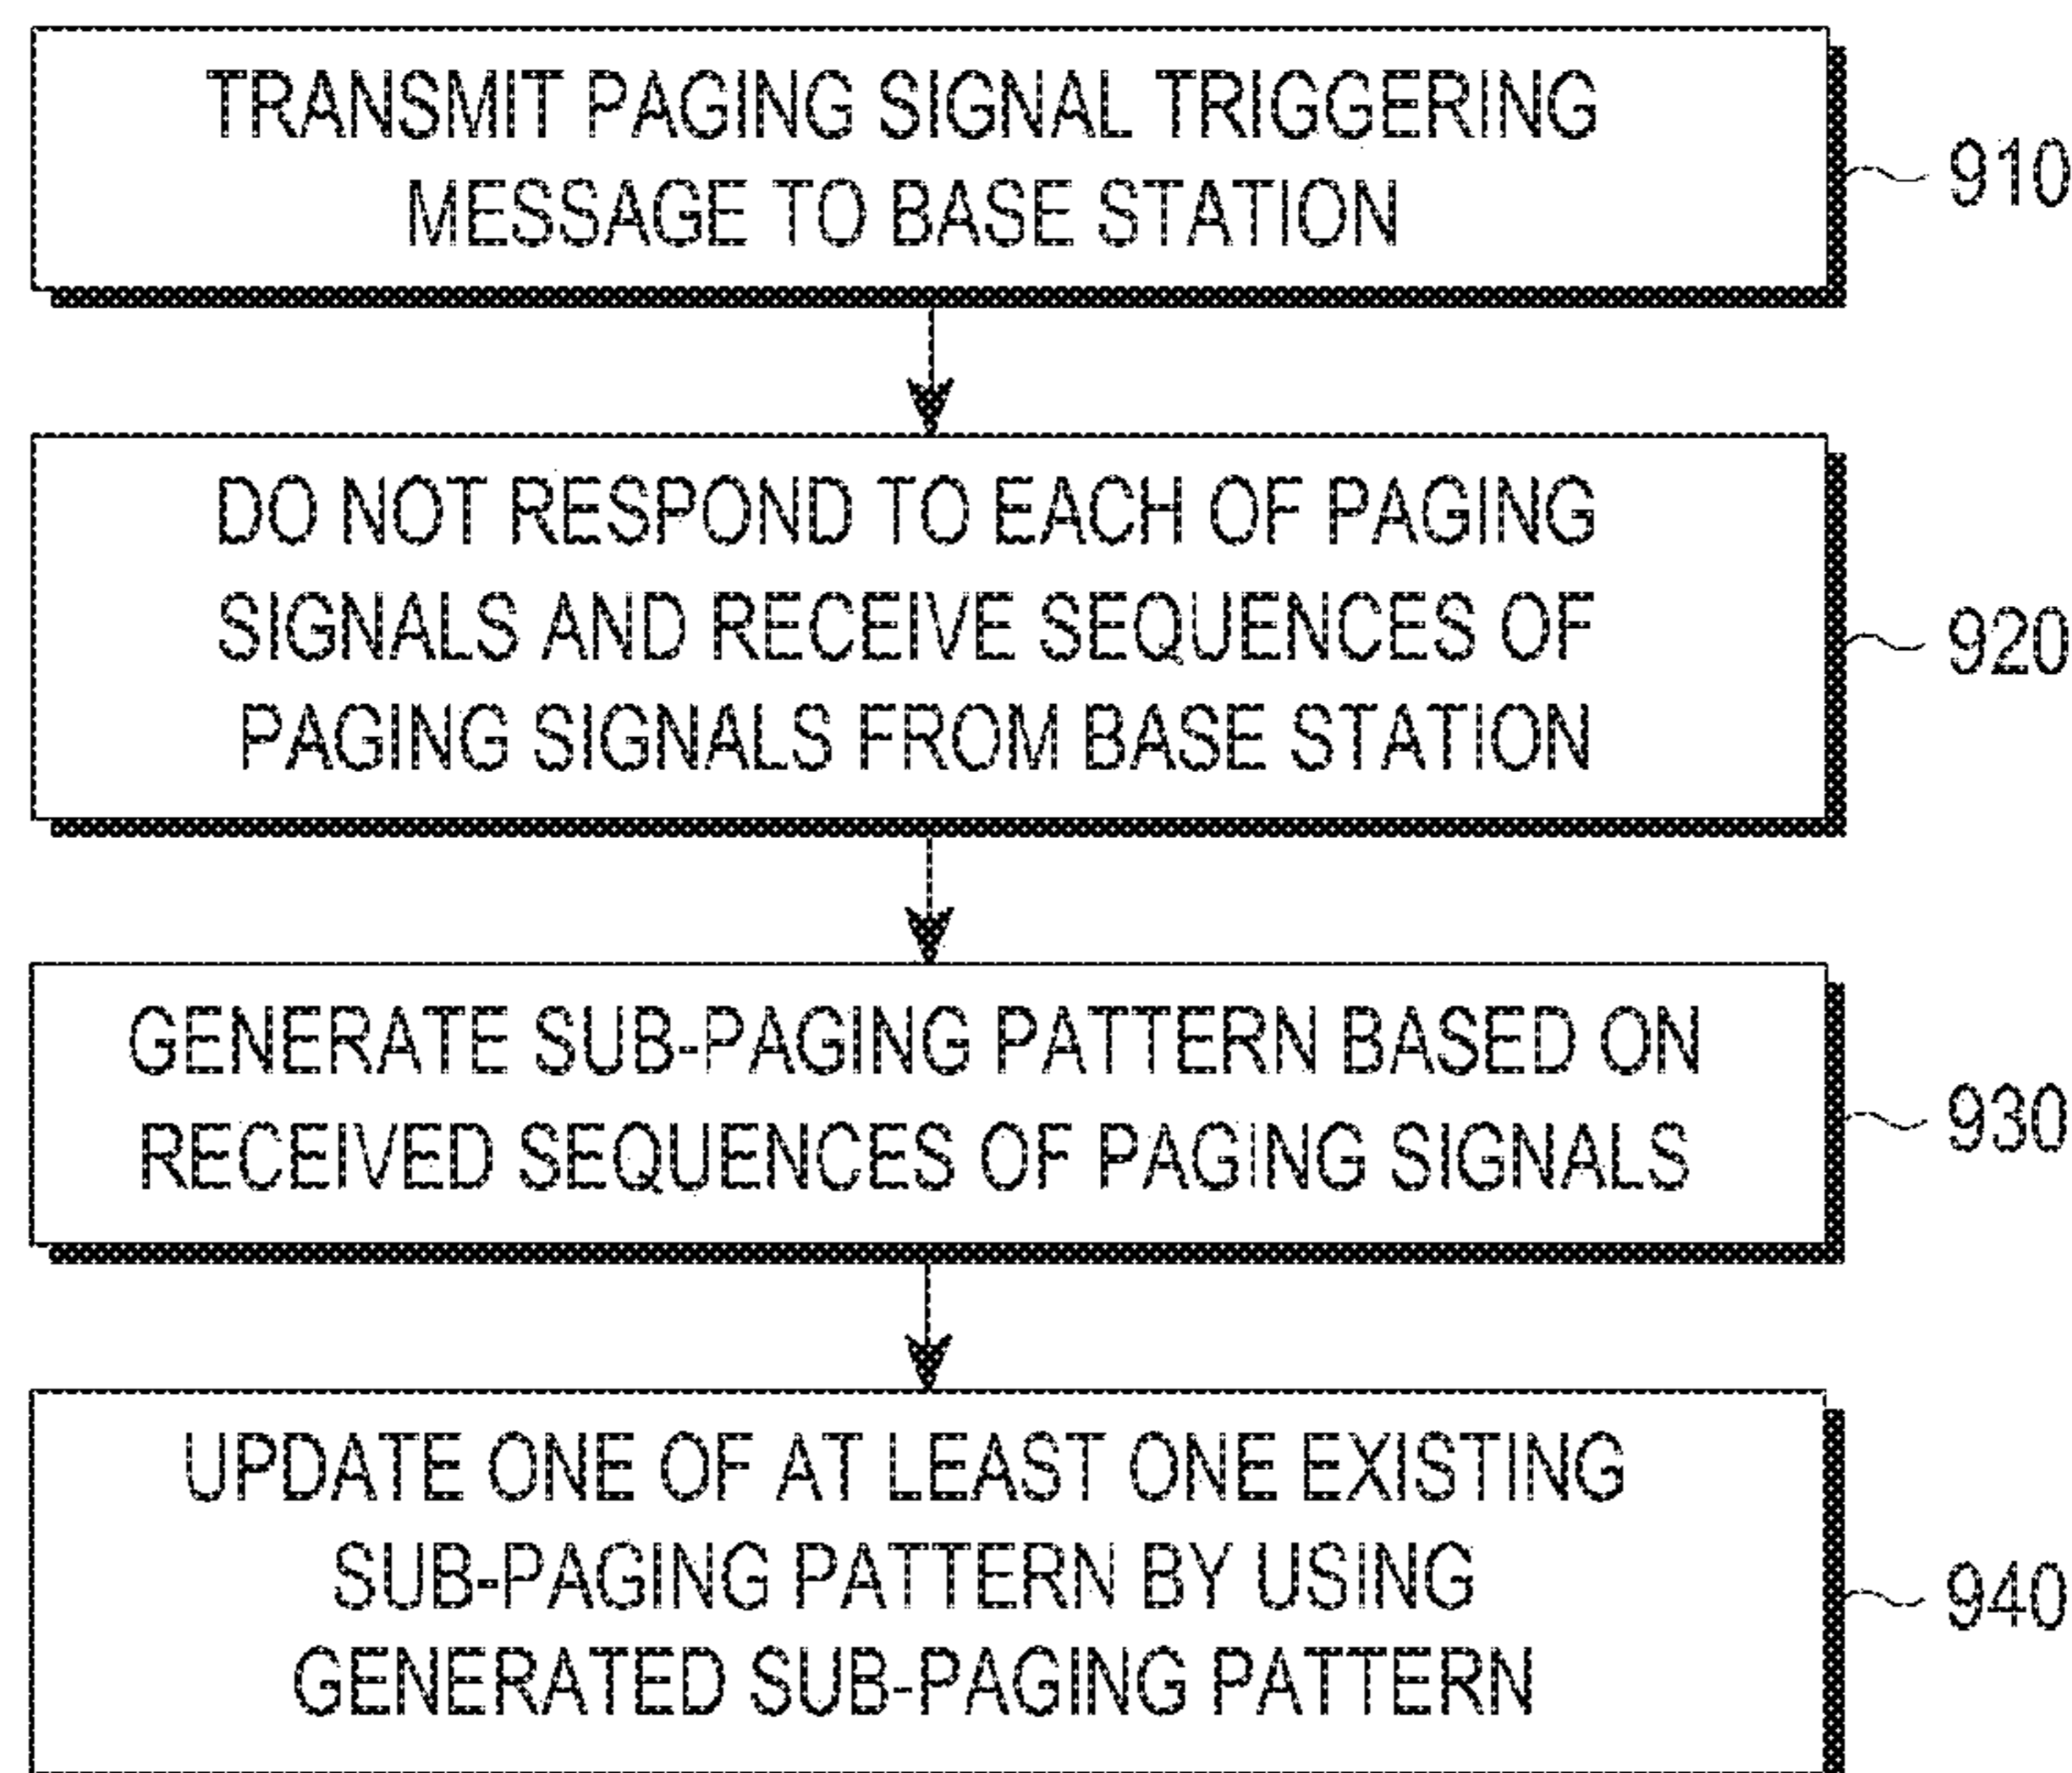 TRANSMIT PAGING SIGNAL TRIGGERING
MESSAGE TO BASE STATION
910
DO NOT RESPOND TO EACH OF PAGING
SIGNALS AND RECEIVE SEQUENCES OF
PAGING SIGNALS FROM BASE STATION
920
GENERATE SUB-PAGING PATTERN BASED ON
RECEIVED SEQUENCES OF PAGING SIGNALS
930
UPDATE ONE OF AT LEAST ONE EXISTING
SUB-PAGING PATTERN BY USING
GENERATED SUB-PAGING PATTERN
940